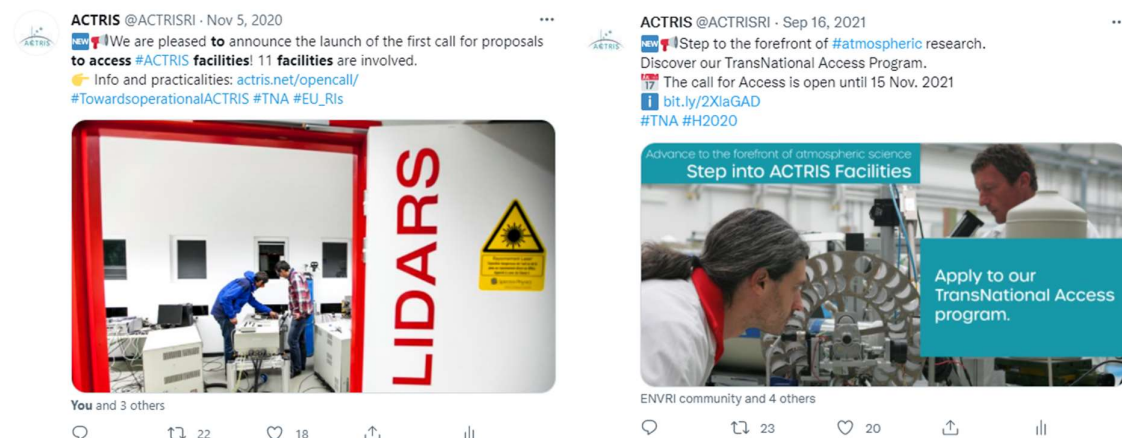 ACTRIS @ACTRISRI · Nov 5, 2020
NEW We are pleased to announce the launch of the first call for proposals
to access #ACTRIS facilities! 11 facilities are involved.
Info and practicalities: actris.net/opencall/
#TowardsoperationalACTRIS #TNA #EU_RIs
LIDARS
You and 3 others
22
18
ACTRIS @ACTRISRI · Sep 16, 2021
NEW Step to the forefront of #atmospheric research.
Discover our TransNational Access Program.
17 The call for Access is open until 15 Nov. 2021
bit.ly/2XlaGAD
#TNA #H2020
Advance to the forefront of atmospheric science
Step into ACTRIS Facilities
Apply to our
TransNational Access
program.
ENVRI community and 4 others
23
20